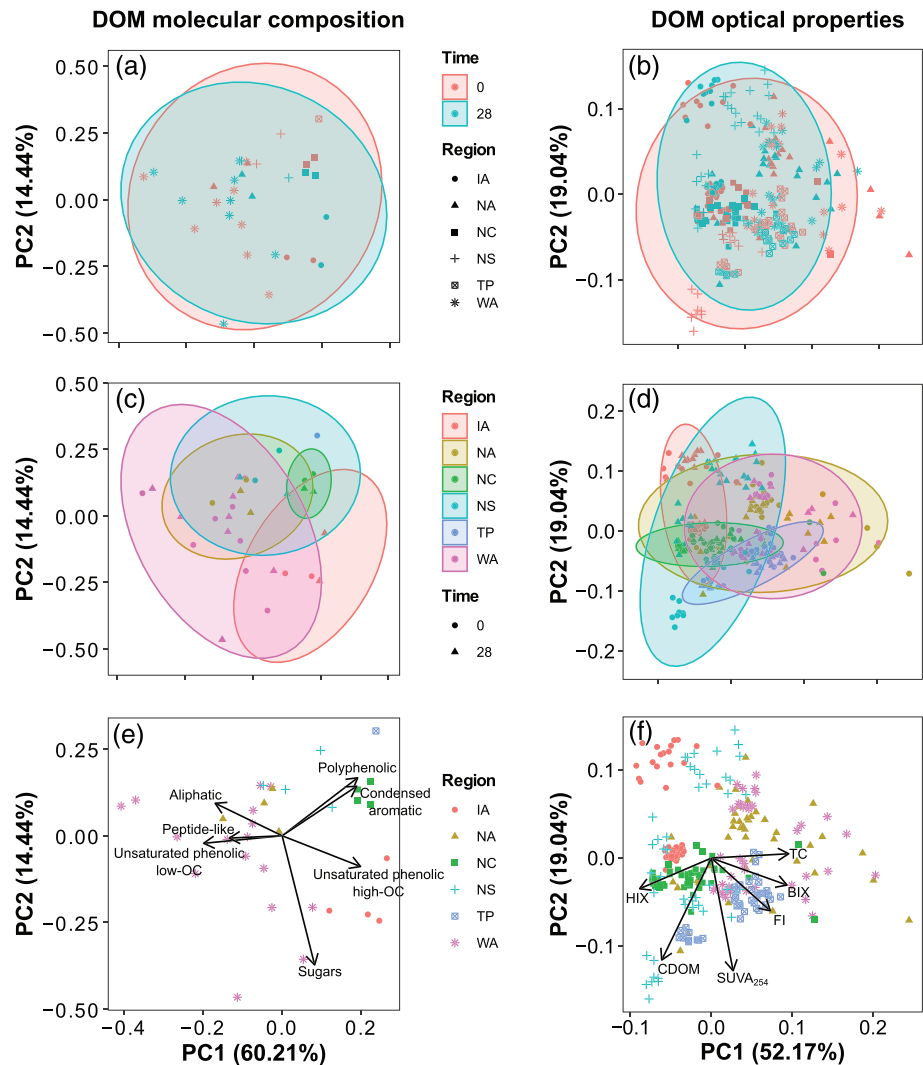 DOM molecular composition
DOM optical properties
(a)
PC2 (14.44%)
0.50
0.25
0.00
−0.25
−0.50
Time
0
28
Region
IA
NA
NC
NS
TP
WA
(b)
PC2 (19.04%)
0.1
0.0
−0.1
(c)
PC2 (14.44%)
0.50
0.25
0.00
−0.25
−0.50
Region
IA
NA
NC
NS
TP
WA
Time
0
28
(d)
PC2 (19.04%)
0.2
0.1
0.0
−0.1
−0.2
(e)
PC2 (14.44%)
0.25
0.00
−0.25
−0.50
Polyphenolic
Condensed
aromatic
Aliphatic
Peptide-like
Unsaturated phenolic
low-OC
Unsaturated phenolic
high-OC
Sugars
−0.4 −0.2 0.0 0.2
PC1 (60.21%)
Region
IA
NA
NC
NS
TP
WA
(f)
PC2 (19.04%)
0.1
0.0
−0.1
TC
BIX
HIX
FI
CDOM
SUVA254
−0.1 0.0 0.1 0.2
PC1 (52.17%)